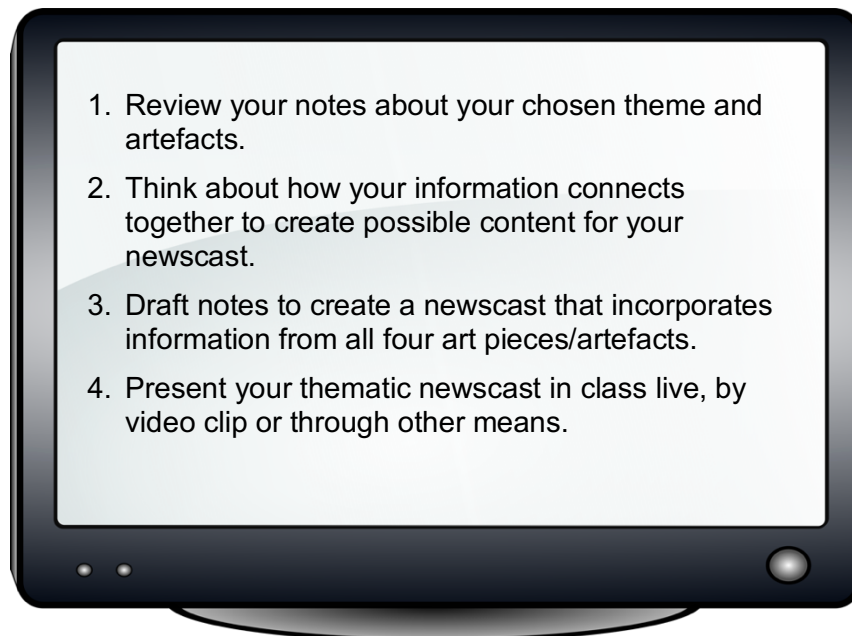 1. Review your notes about your chosen theme and
artefacts.
2. Think about how your information connects
together to create possible content for your
newscast.
3. Draft notes to create a newscast that incorporates
information from all four art pieces/artefacts.
4. Present your thematic newscast in class live, by
video clip or through other means.